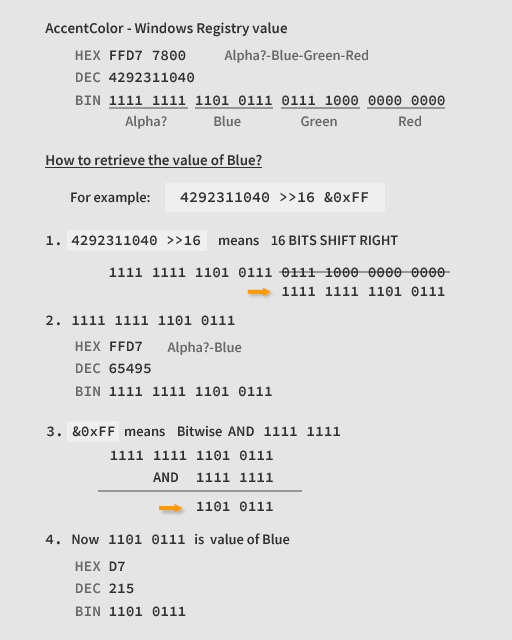 AccentColor - Windows Registry value
HEX FFD7 7800 Alpha?-Blue-Green-Red
DEC 4292311040
BIN 1111 1111 1101 0111 0111 1000 0000 0000
Alpha? Blue Green Red
How to retrieve the value of Blue?
For example: 4292311040 >>16 &0xFF
1. 4292311040 >>16 means 16 BITS SHIFT RIGHT
1111 1111 1101 0111 0111 1000 0000 0000
1111 1111 1101 0111
2. 1111 1111 1101 0111
HEX FFD7 Alpha?-Blue
DEC 65495
BIN 1111 1111 1101 0111
3. &0xFF means Bitwise AND 1111 1111
1111 1111 1101 0111
AND 1111 1111
1101 0111
4. Now 1101 0111 is value of Blue
HEX D7
DEC 215
BIN 1101 0111